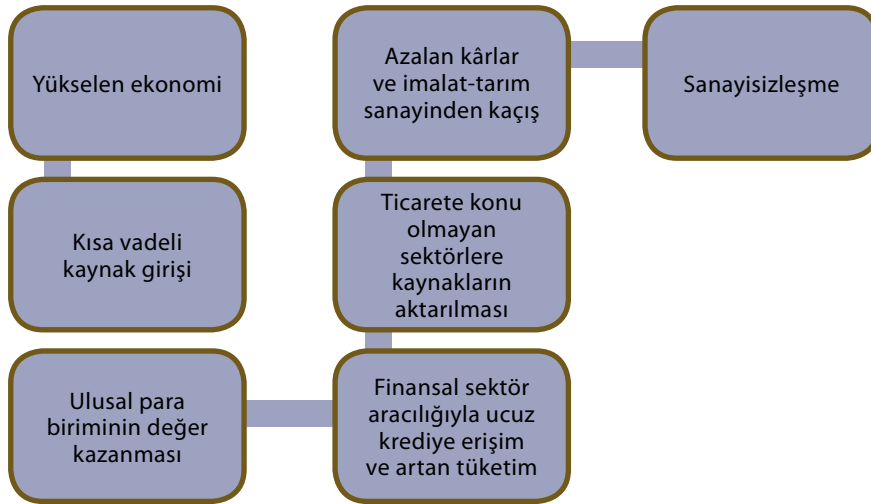 Yükselen ekonomi
Kısa vadeli
kaynak girişi
Ulusal para
biriminin değer
kazanması
Finansal sektör
aracılığıyla ucuz
krediye erişim
ve artan tüketim
Ticarete konu
olmayan
sektörlere
kaynakların
aktarılması
Azalan kârlar
ve imalat-tarım
sanayinden kaçış
Sanayisizleşme